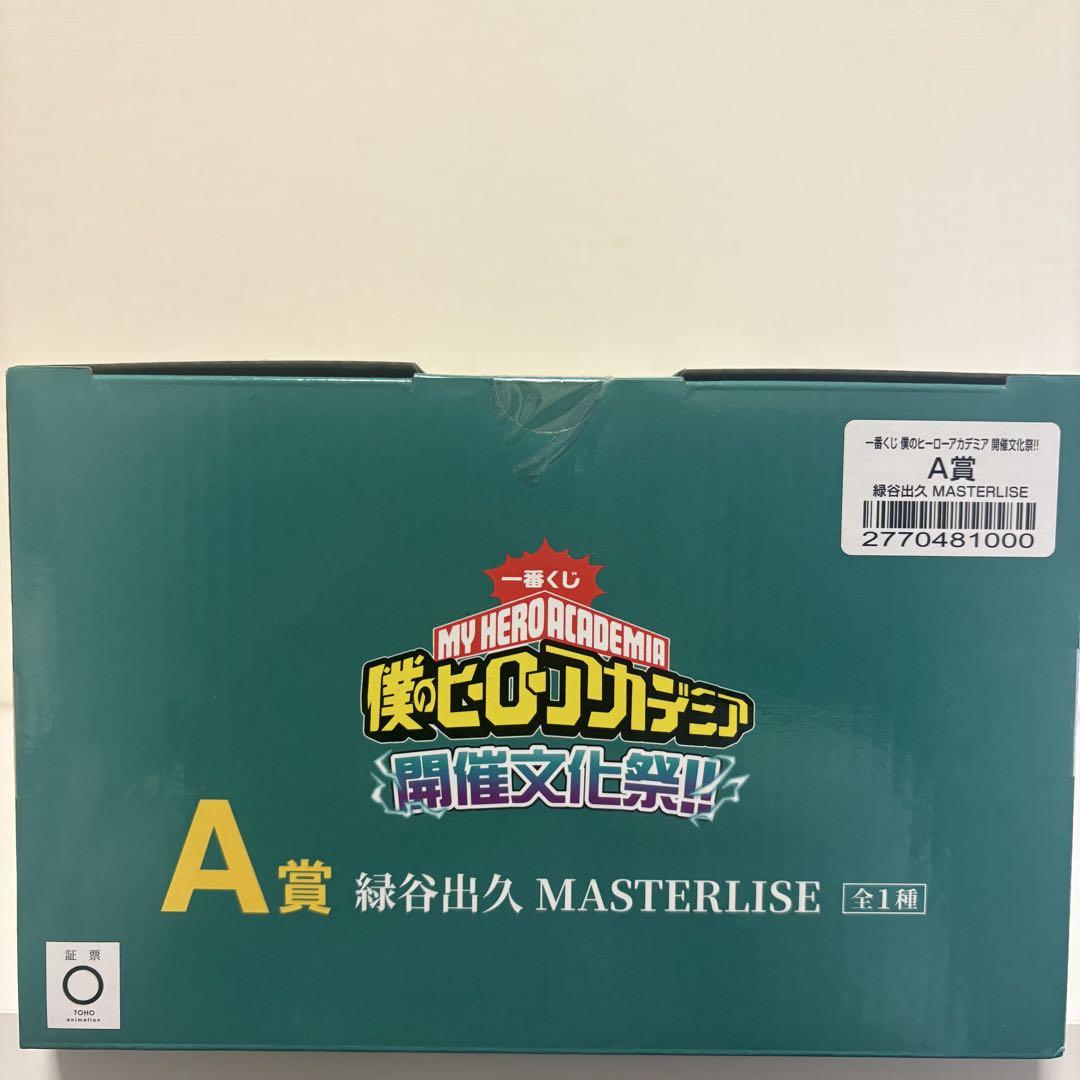 一番くじ 僕のヒーローアカデミア 開催文化祭!!
A賞
緑谷出久 MASTERLISE
2770481000
一番くじ
MY HERO ACADEMIA
僕のヒーローアカデミア
開催文化祭!!
A賞 緑谷出久 MASTERLISE 全1種
証 票
TOHO
animation